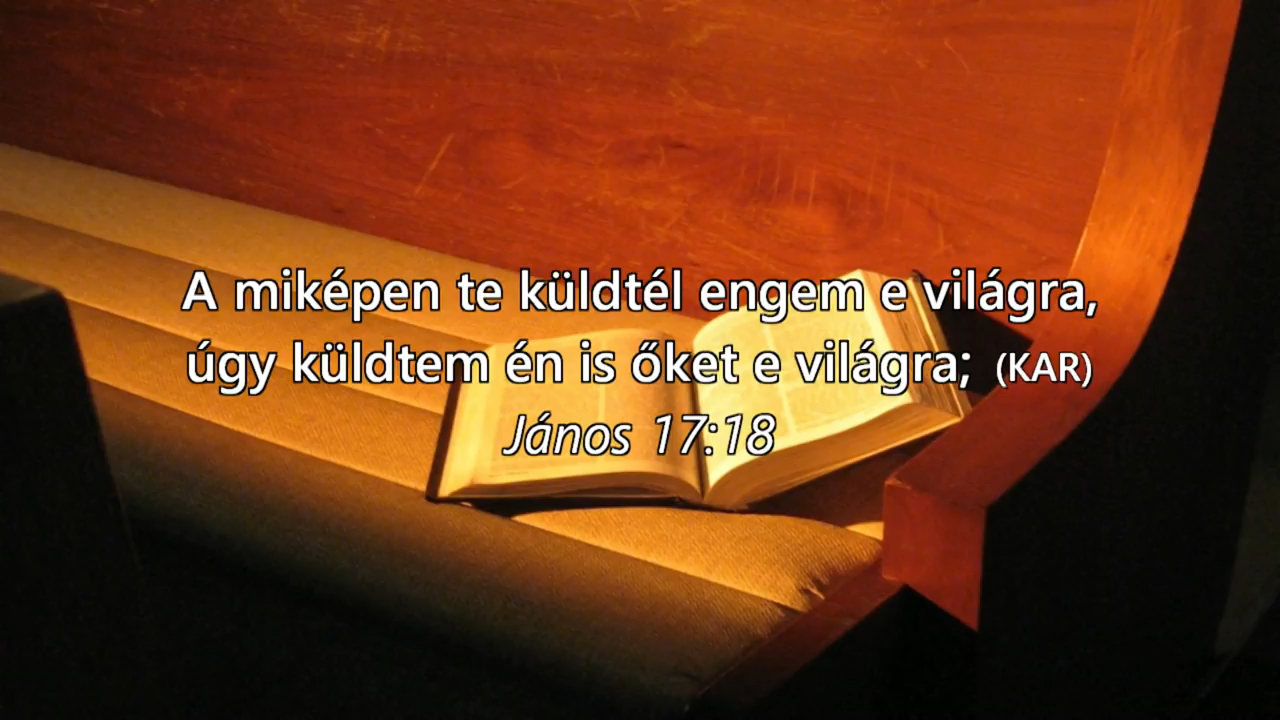 A miképen te küldtél engem e világra,
úgy küldtem én is őket e világra; (KAR)
János 17:18